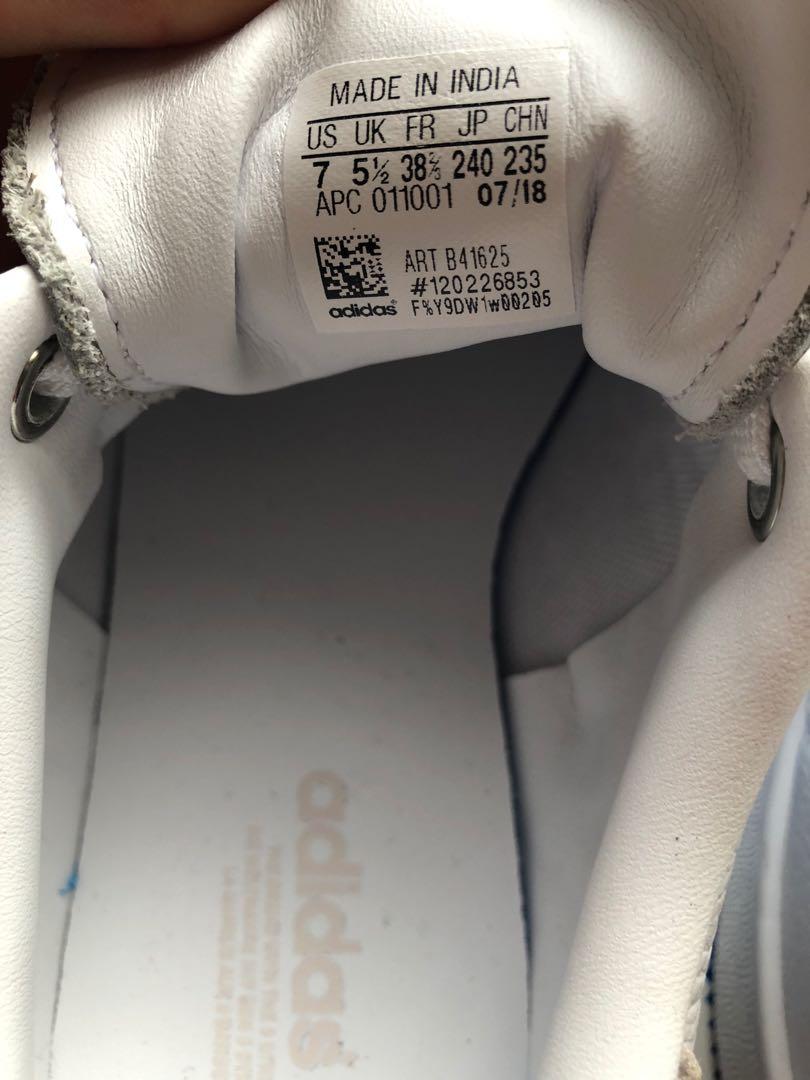 MADE IN INDIA
US UK FR JP CHN
7 5½ 38⅔ 240 235
APC 011001 07/18
ART B41625
#120226853
adidas F%Y9DW1w00205
adidas